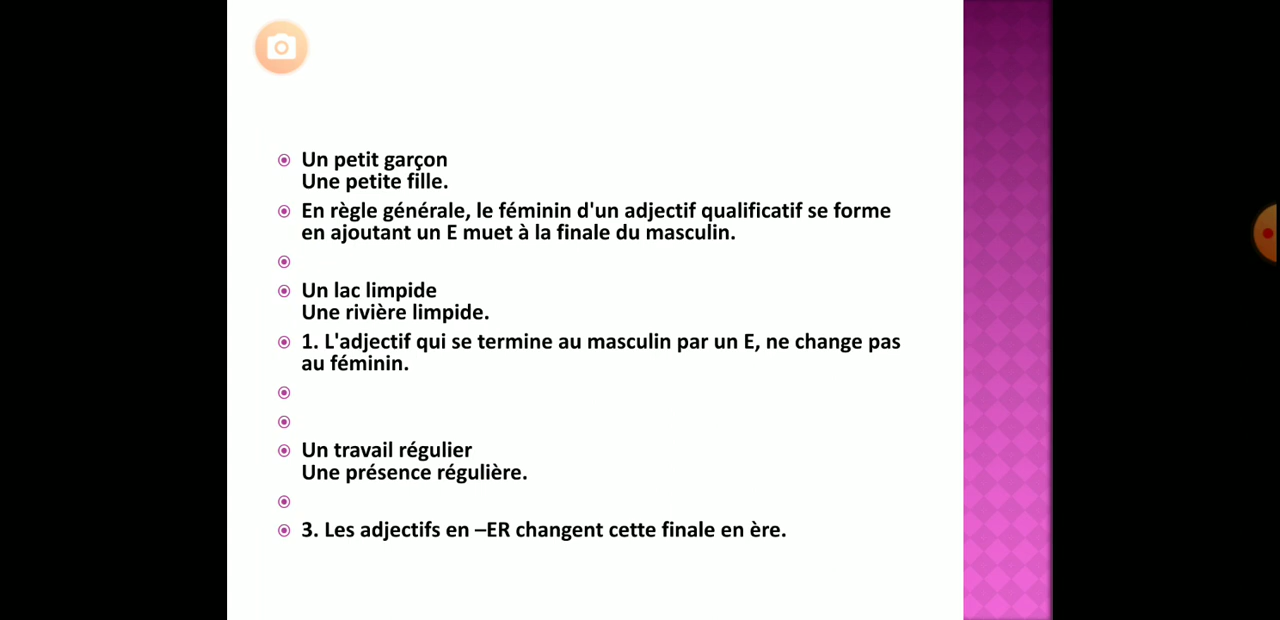 Un petit garçon
Une petite fille.
En règle générale, le féminin d'un adjectif qualificatif se forme
en ajoutant un E muet à la finale du masculin.
Un lac limpide
Une rivière limpide.
1. L'adjectif qui se termine au masculin par un E, ne change pas
au féminin.
Un travail régulier
Une présence régulière.
3. Les adjectifs en –ER changent cette finale en ère.